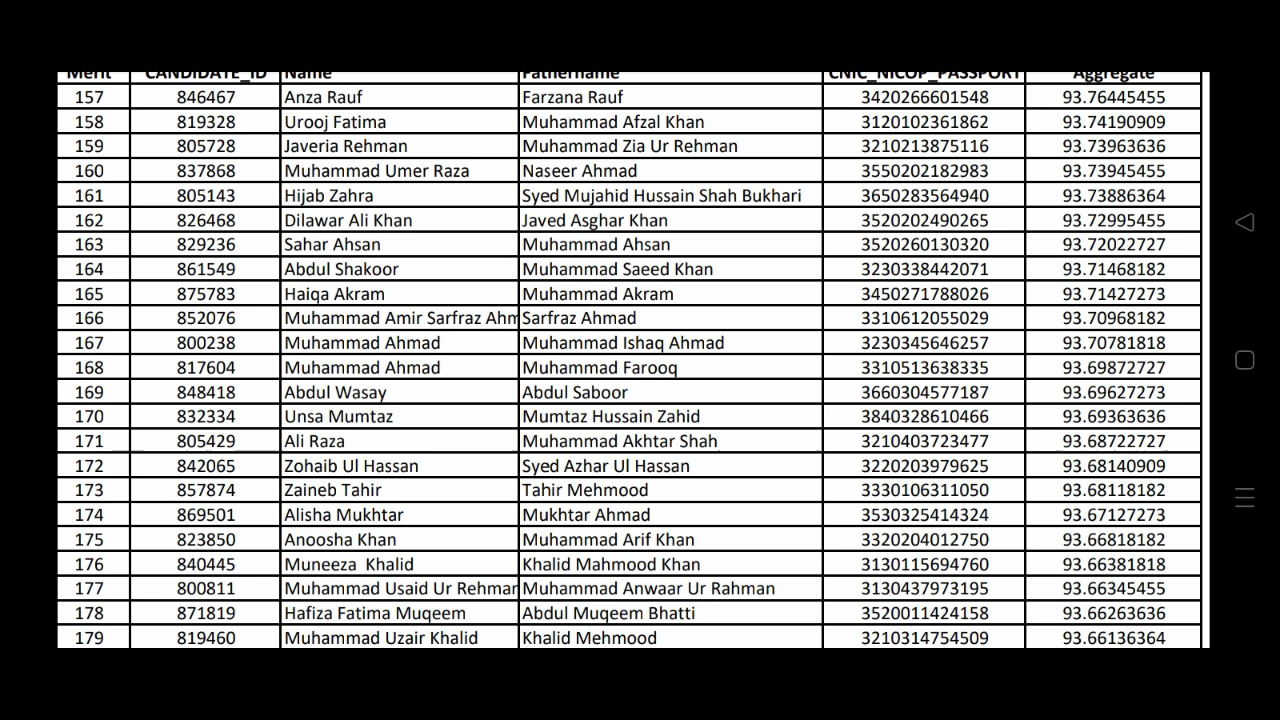 Merit CANDIDATE_ID Name Fathername CNIC_NICOP_PASSPORT Aggregate
157 846467 Anza Rauf Farzana Rauf 3420266601548 93.76445455
158 819328 Urooj Fatima Muhammad Afzal Khan 3120102361862 93.74190909
159 805728 Javeria Rehman Muhammad Zia Ur Rehman 3210213875116 93.73963636
160 837868 Muhammad Umer Raza Naseer Ahmad 3550202182983 93.73945455
161 805143 Hijab Zahra Syed Mujahid Hussain Shah Bukhari 3650283564940 93.73886364
162 826468 Dilawar Ali Khan Javed Asghar Khan 3520202490265 93.72995455
163 829236 Sahar Ahsan Muhammad Ahsan 3520260130320 93.72022727
164 861549 Abdul Shakoor Muhammad Saeed Khan 3230338442071 93.71468182
165 875783 Haiqa Akram Muhammad Akram 3450271788026 93.71427273
166 852076 Muhammad Amir Sarfraz Ahm Sarfraz Ahmad 3310612055029 93.70968182
167 800238 Muhammad Ahmad Muhammad Ishaq Ahmad 3230345646257 93.70781818
168 817604 Muhammad Ahmad Muhammad Farooq 3310513638335 93.69872727
169 848418 Abdul Wasay Abdul Saboor 3660304577187 93.69627273
170 832334 Unsa Mumtaz Mumtaz Hussain Zahid 3840328610466 93.69363636
171 805429 Ali Raza Muhammad Akhtar Shah 3210403723477 93.68722727
172 842065 Zohaib Ul Hassan Syed Azhar Ul Hassan 3220203979625 93.68140909
173 857874 Zaineb Tahir Tahir Mehmood 3330106311050 93.68118182
174 869501 Alisha Mukhtar Mukhtar Ahmad 3530325414324 93.67127273
175 823850 Anoosha Khan Muhammad Arif Khan 3320204012750 93.66818182
176 840445 Muneeza Khalid Khalid Mahmood Khan 3130115694760 93.66381818
177 800811 Muhammad Usaid Ur Rehman Muhammad Anwaar Ur Rahman 3130437973195 93.66345455
178 871819 Hafiza Fatima Muqeem Abdul Muqeem Bhatti 3520011424158 93.66263636
179 819460 Muhammad Uzair Khalid Khalid Mehmood 3210314754509 93.66136364